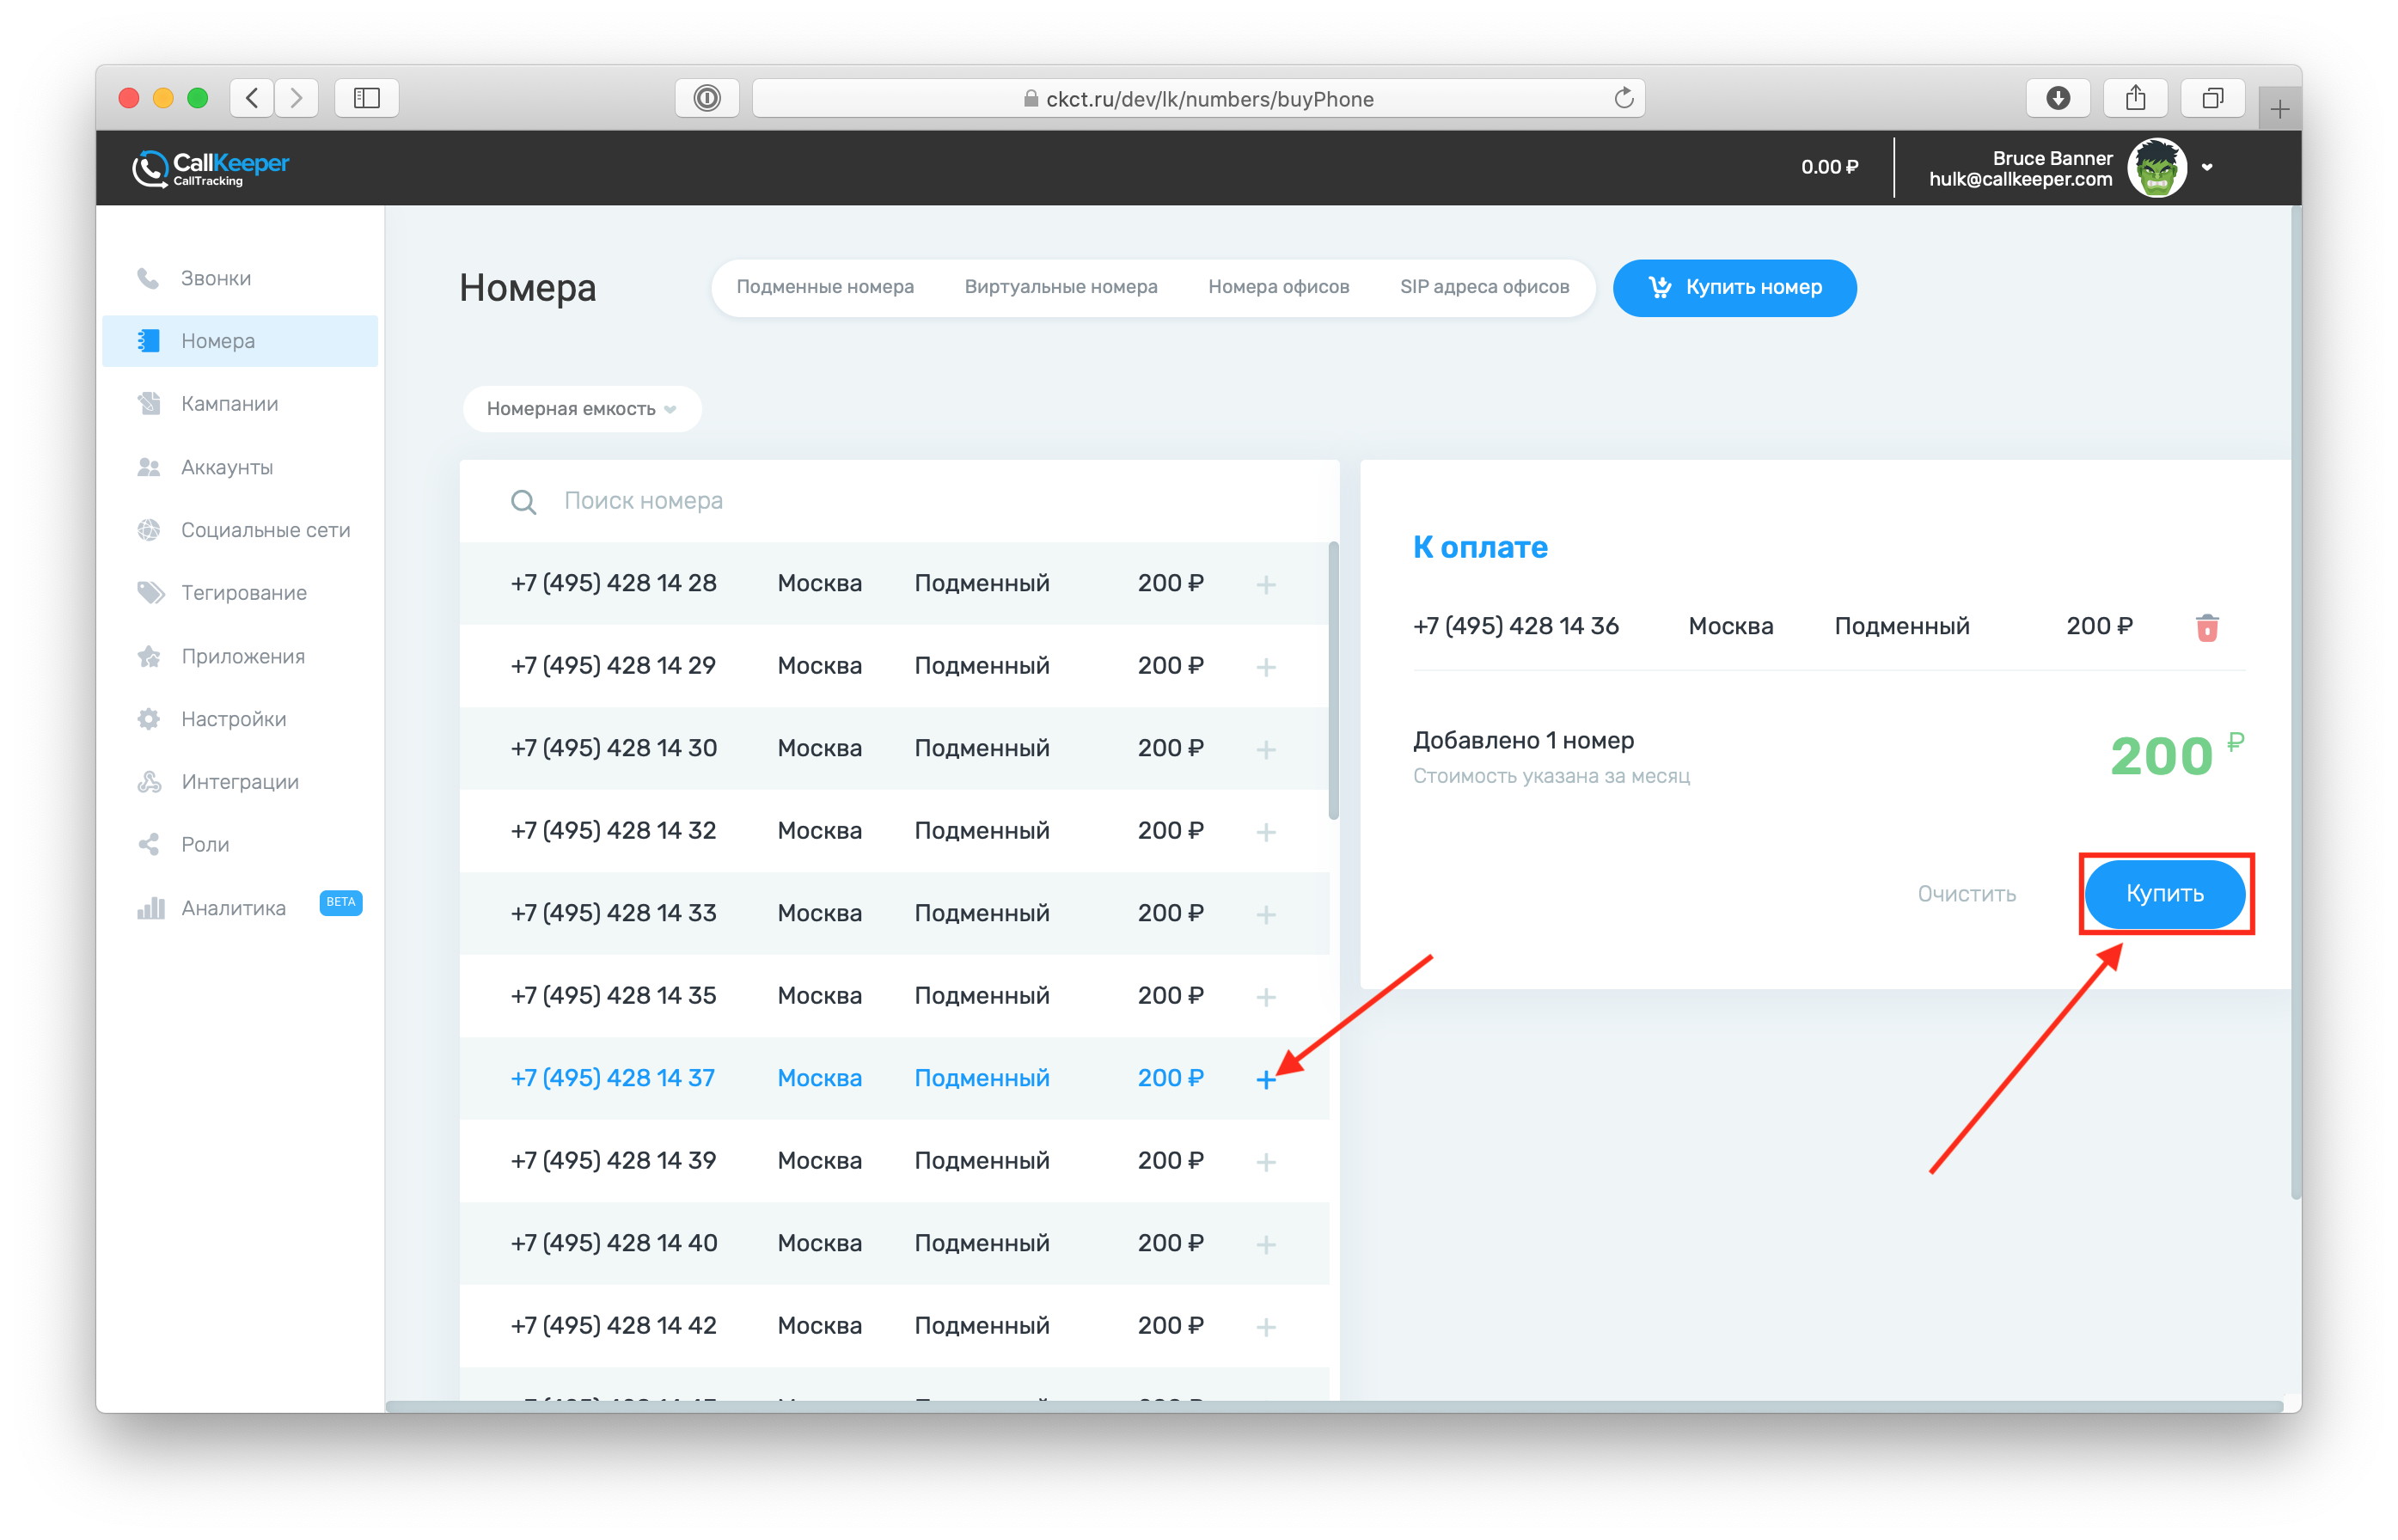 ckct.ru/dev/lk/numbers/buyPhone
CallKeeper
CallTracking
0.00 ₽
Bruce Banner
hulk@callkeeper.com
Звонки
Номера
Кампании
Аккаунты
Социальные сети
Тегирование
Приложения
Настройки
Интеграции
Роли
Аналитика BETA
Номера
Подменные номера Виртуальные номера Номера офисов SIP адреса офисов
Купить номер
Номерная емкость
Поиск номера
+7 (495) 428 14 28 Москва Подменный 200 ₽ +
+7 (495) 428 14 29 Москва Подменный 200 ₽ +
+7 (495) 428 14 30 Москва Подменный 200 ₽ +
+7 (495) 428 14 32 Москва Подменный 200 ₽ +
+7 (495) 428 14 33 Москва Подменный 200 ₽ +
+7 (495) 428 14 35 Москва Подменный 200 ₽ +
+7 (495) 428 14 37 Москва Подменный 200 ₽ +
+7 (495) 428 14 39 Москва Подменный 200 ₽ +
+7 (495) 428 14 40 Москва Подменный 200 ₽ +
+7 (495) 428 14 42 Москва Подменный 200 ₽ +
К оплате
+7 (495) 428 14 36 Москва Подменный 200 ₽
Добавлено 1 номер
Стоимость указана за месяц
200 ₽
Очистить
Купить